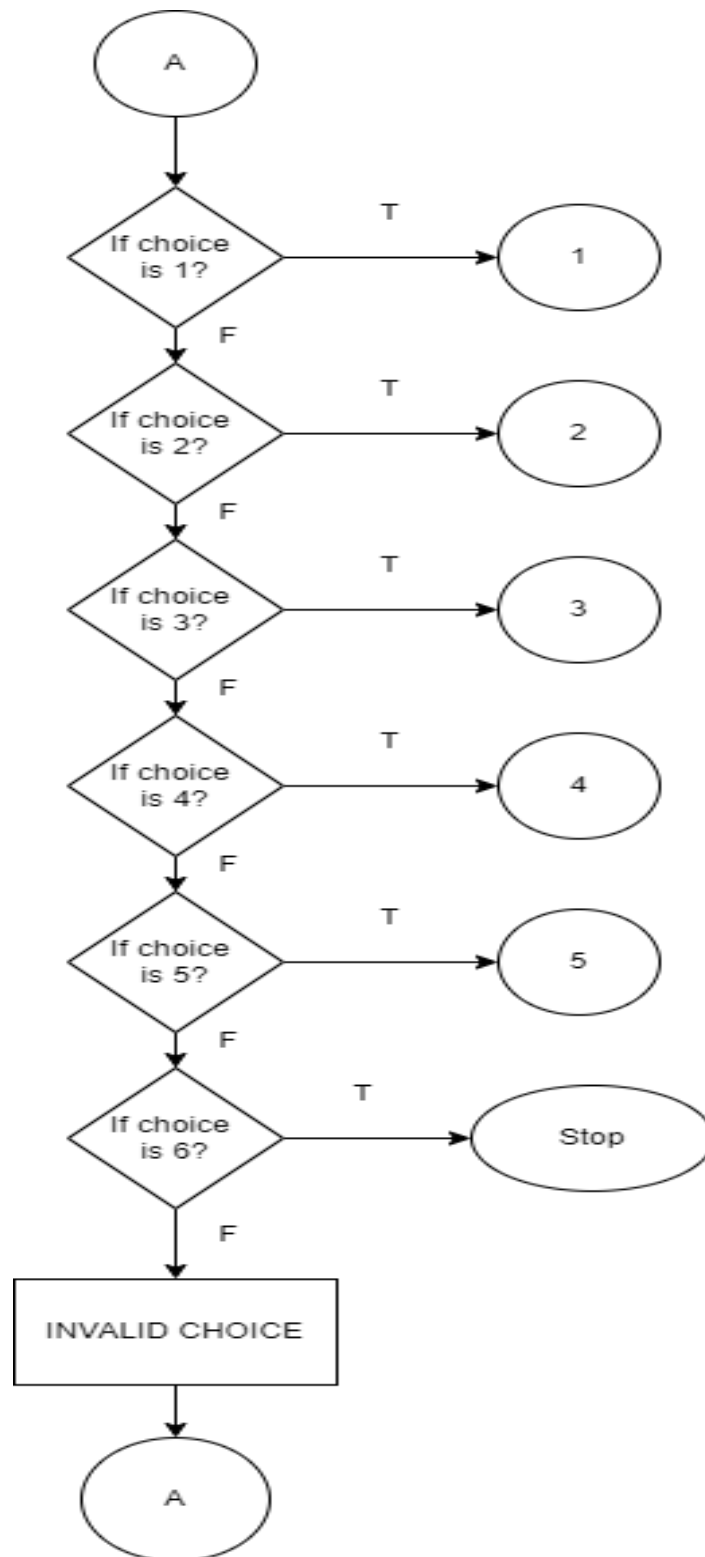 A
If choice
is 1?
T
1
F
If choice
is 2?
T
2
F
If choice
is 3?
T
3
F
If choice
is 4?
T
4
F
If choice
is 5?
T
5
F
If choice
is 6?
T
Stop
F
INVALID CHOICE
A